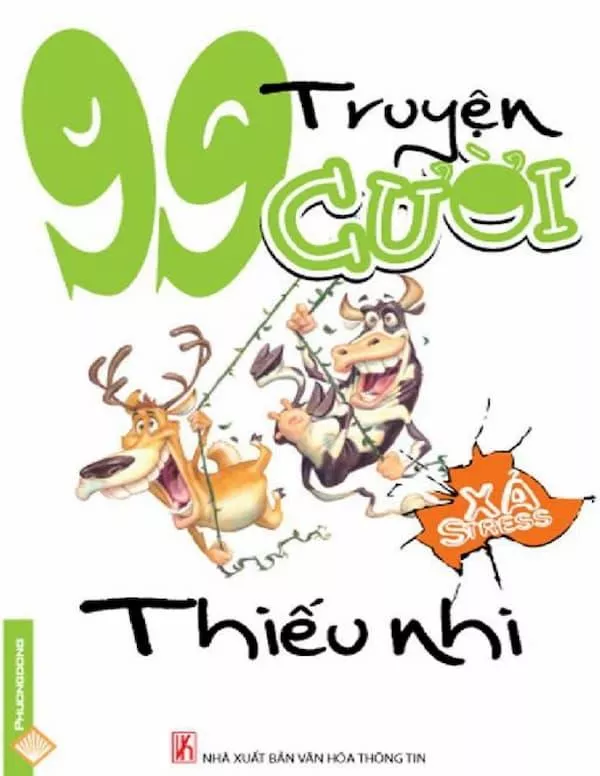 99 Truyện
CƯỜI
XẢ
STRESS
Thiếu nhi
PHUONGDONG
NHÀ XUẤT BẢN VĂN HÓA THÔNG TIN